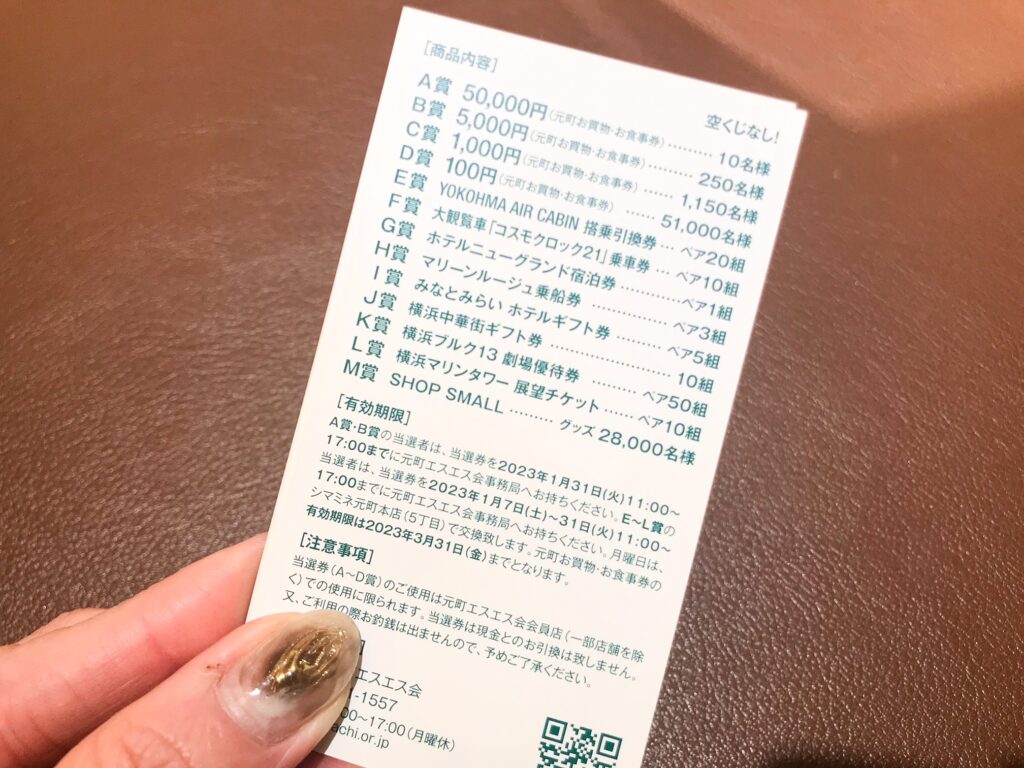 [商品内容]
空くじなし!
A賞 50,000円(元町お買物・お食事券)……… 10名様
B賞 5,000円(元町お買物・お食事券)……… 250名様
C賞 1,000円(元町お買物・お食事券)…… 1,150名様
D賞 100円(元町お買物・お食事券)…… 51,000名様
E賞 YOKOHMA AIR CABIN 搭乗引換券… ペア20組
F賞 大観覧車「コスモクロック21」乗車券 … ペア10組
G賞 ホテルニューグランド宿泊券 …………ペア1組
H賞 マリーンルージュ乗船券 …………… ペア3組
I賞 みなとみらい ホテルギフト券 ……… ペア5組
J賞 横浜中華街ギフト券 ……………… 10組
K賞 横浜ブルク13 劇場優待券 ……… ペア50組
L賞 横浜マリンタワー 展望チケット…… ペア10組
M賞 SHOP SMALL ……… グッズ 28,000名様
[有効期限]
A賞・B賞の当選者は、当選券を2023年1月31日(火)11:00~
17:00までに元町エスエス会事務局へお持ちください。E~L賞の
当選者は、当選券を2023年1月7日(土)~31日(火)11:00~
17:00までに元町エスエス会事務局へお持ちください。月曜日は、
シマミネ元町本店(5丁目)で交換致します。元町お買物・お食事券の
有効期限は2023年3月31日(金)までとなります。
[注意事項]
当選券(A~D賞)のご使用は元町エスエス会会員店(一部店舗を除
く)での使用に限られます。当選券は現金とのお引換は致しません。
又、ご利用の際お釣銭は出ませんので、予めご了承ください。
]
エスエス会
-1557
00~17:00(月曜休)
achi.or.jp